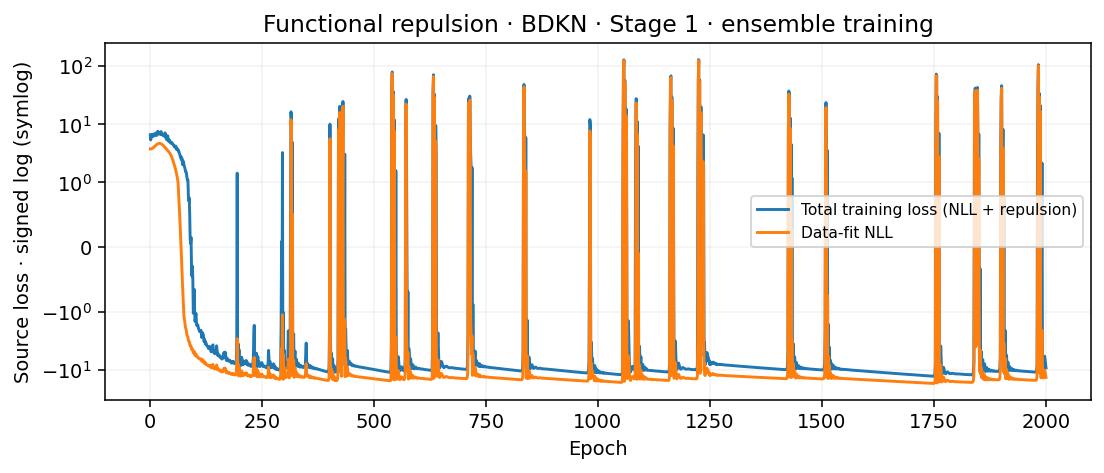 Functional repulsion · BDKN · Stage 1 · ensemble training
Source loss · signed log (symlog)
10²
10¹
10⁰
0
−10⁰
−10¹
Total training loss (NLL + repulsion)
Data-fit NLL
0 250 500 750 1000 1250 1500 1750 2000
Epoch